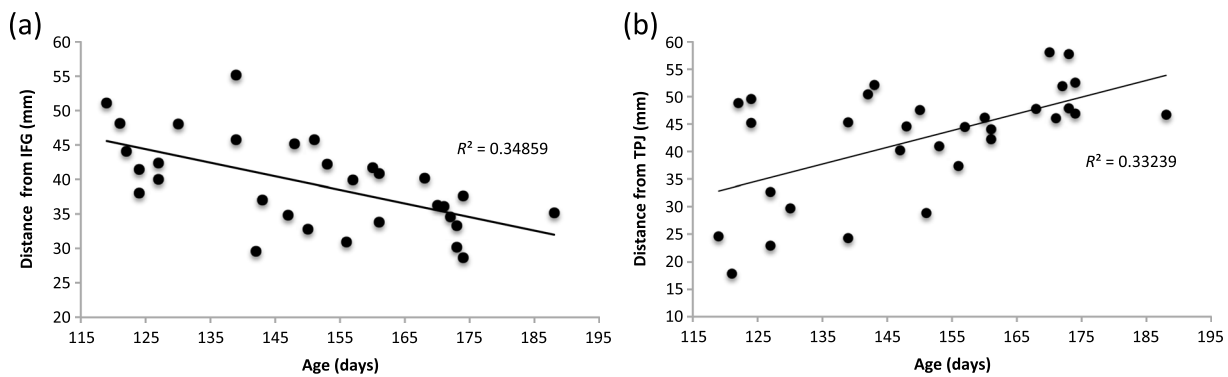 (a)
60
55
50
45
40
35
30
25
20
Distance from IFG (mm)
R² = 0.34859
115 125 135 145 155 165 175 185 195
Age (days)
(b)
60
55
50
45
40
35
30
25
20
15
10
Distance from TPJ (mm)
R² = 0.33239
115 125 135 145 155 165 175 185 195
Age (days)